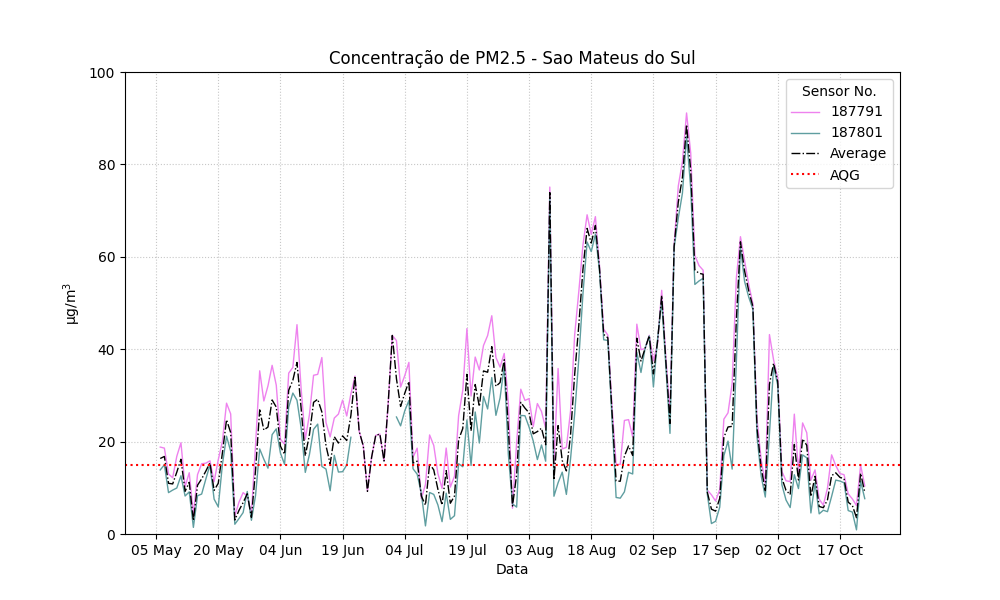 Concentração de PM2.5 - Sao Mateus do Sul
Sensor No.
187791
187801
Average
AQG
100
80
60
40
20
0
µg/m³
05 May 20 May 04 Jun 19 Jun 04 Jul 19 Jul 03 Aug 18 Aug 02 Sep 17 Sep 02 Oct 17 Oct
Data